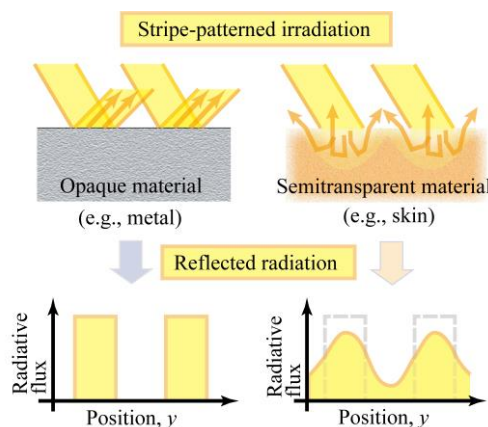 Stripe-patterned irradiation
Opaque material
(e.g., metal)
Semitransparent material
(e.g., skin)
Reflected radiation
Radiative
flux
Position, y
Radiative
flux
Position, y